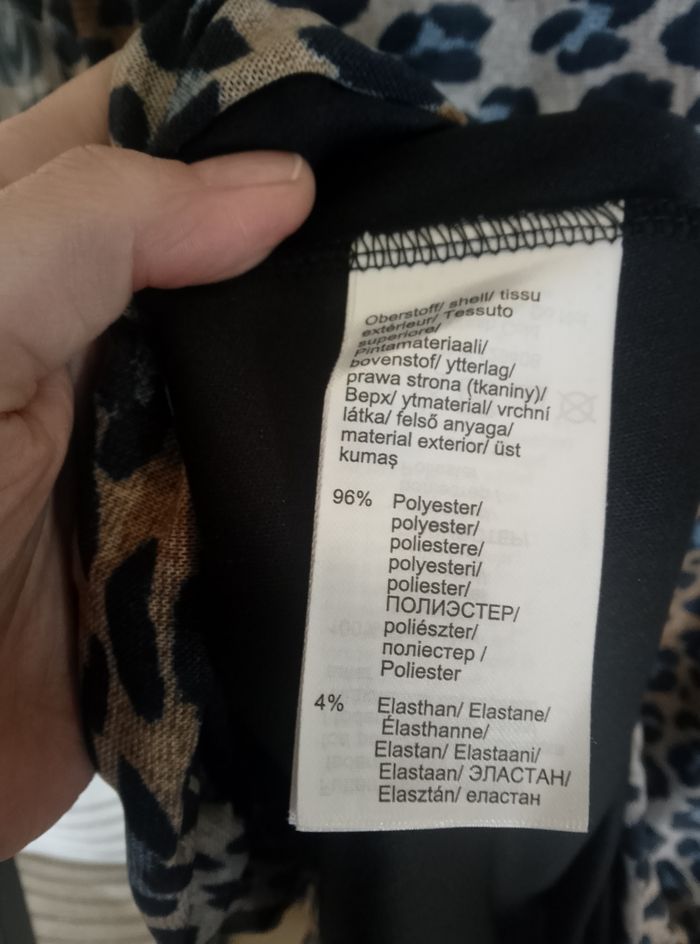 Oberstoff/ shell/ tissu
extérieur/ Tessuto
superiore/
Pintamateriaali/
bovenstof/ ytterlag/
prawa strona (tkaniny)/
Верх/ ytmaterial/ vrchní
látka/ felső anyaga/
material exterior/ üst
kumaş
96% Polyester/
polyester/
poliestere/
polyesteri/
poliester/
ПОЛИЭСТЕР/
poliészter/
поліестер /
Poliester
4% Elasthan/ Elastane/
Élasthanne/
Elastan/ Elastaani/
Elastaan/ ЭЛАСТАН/
Elasztán/ еластан